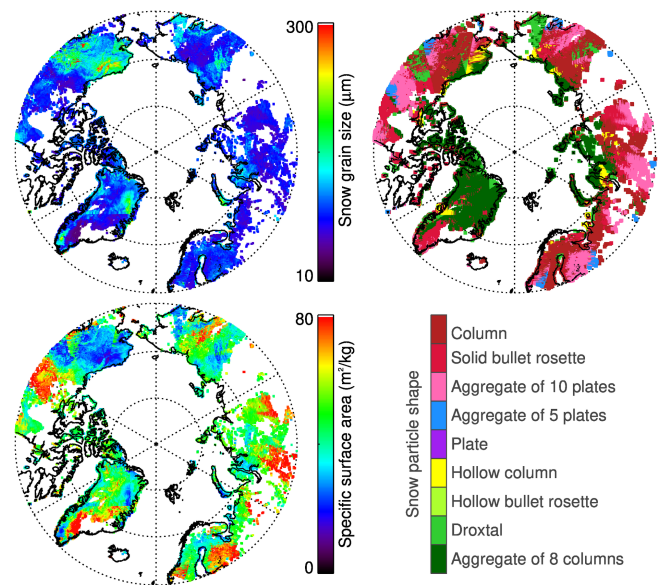 300
Snow grain size (µm)
10
80
Specific surface area (m²/kg)
0
Snow particle shape
Column
Solid bullet rosette
Aggregate of 10 plates
Aggregate of 5 plates
Plate
Hollow column
Hollow bullet rosette
Droxtal
Aggregate of 8 columns